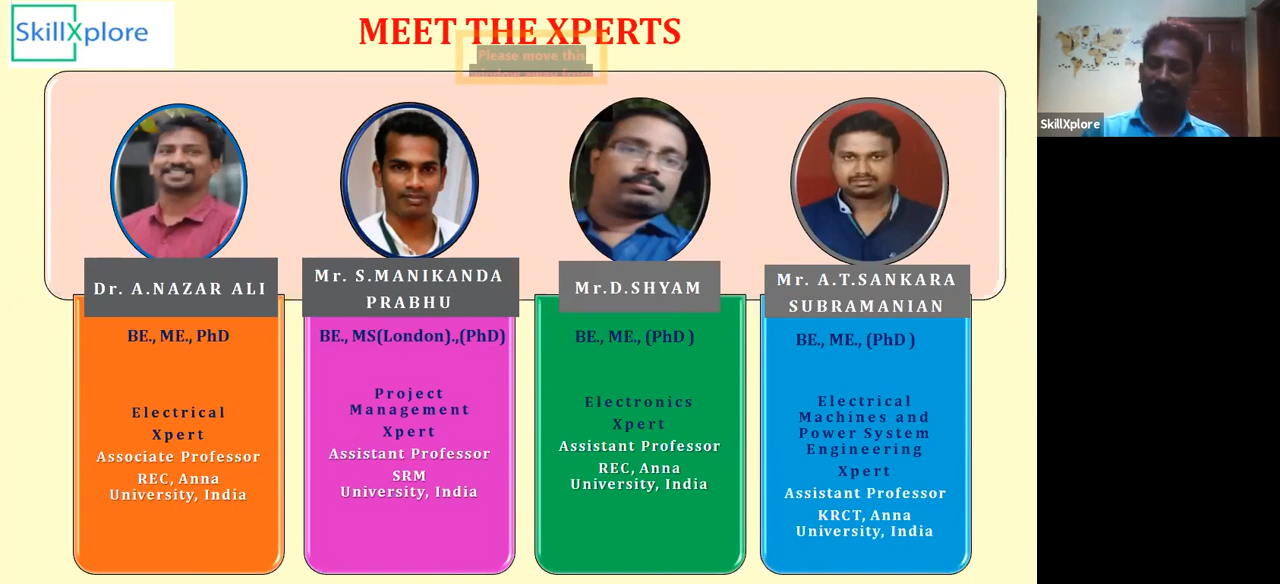 SkillXplore
MEET THE XPERTS
Please move this
Dr. A.NAZAR ALI
BE., ME., PhD
Electrical
Xpert
Associate Professor
REC, Anna
University, India
Mr. S.MANIKANDA
PRABHU
BE., MS(London).,(PhD)
Project
Management
Xpert
Assistant Professor
SRM
University, India
Mr.D.SHYAM
BE., ME., (PhD )
Electronics
Xpert
Assistant Professor
REC, Anna
University, India
Mr. A.T.SANKARA
SUBRAMANIAN
BE., ME., (PhD )
Electrical
Machines and
Power System
Engineering
Xpert
Assistant Professor
KRCT, Anna
University, India
SkillXplore